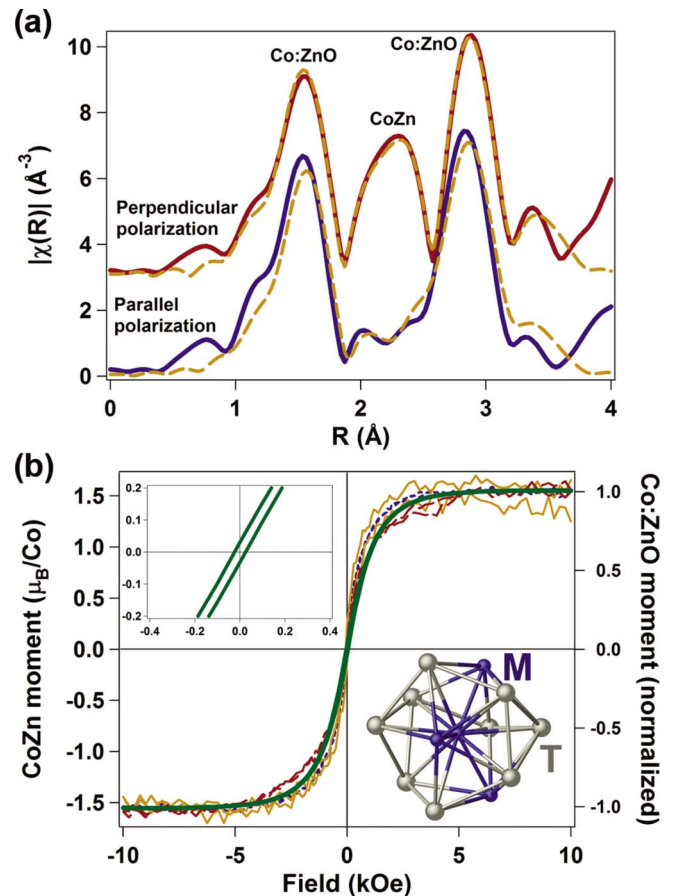 (a)
10
8
6
4
2
0
|χ(R)| (Å⁻³)
Co:ZnO
CoZn
Co:ZnO
Perpendicular
polarization
Parallel
polarization
0 1 2 3 4
R (Å)
(b)
1.5
1.0
0.5
0.0
-0.5
-1.0
-1.5
CoZn moment (μB/Co)
0.2
0.1
0.0
-0.1
-0.2
-0.4 -0.2 0.0 0.2 0.4
M
T
1.0
0.5
0.0
-0.5
-1.0
Co:ZnO moment (normalized)
-10 -5 0 5 10
Field (kOe)